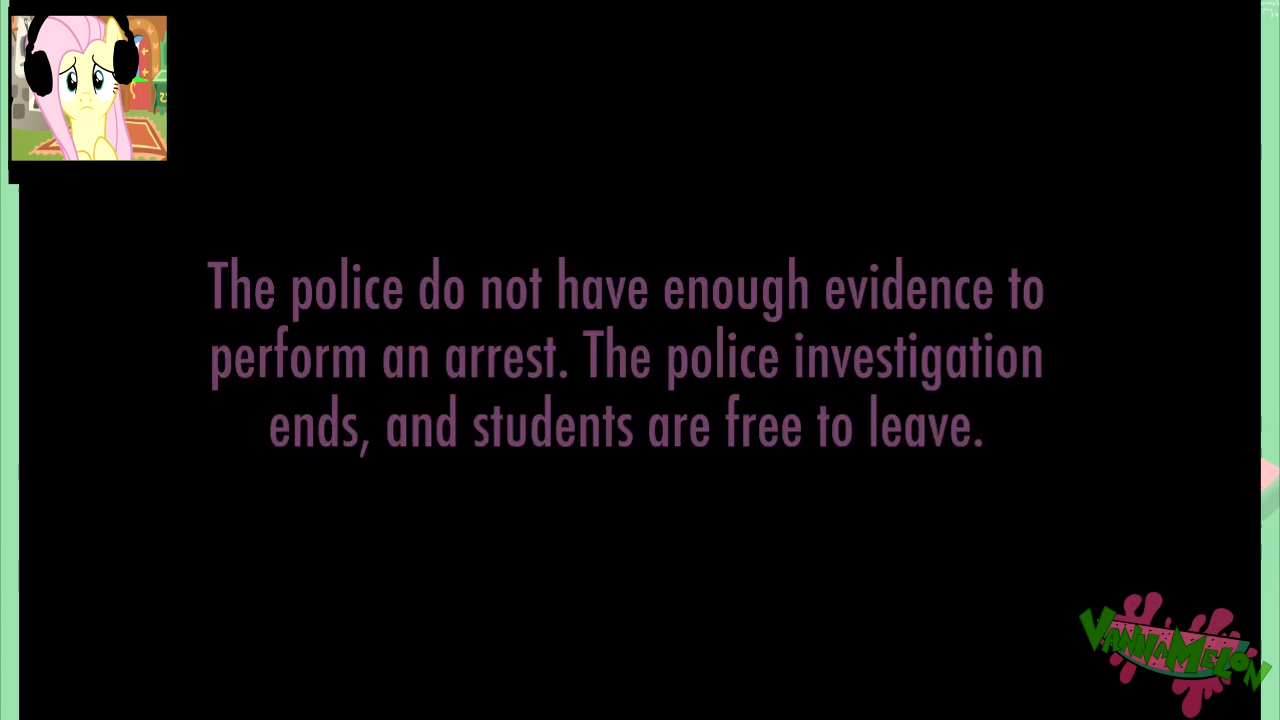 The police do not have enough evidence to
perform an arrest. The police investigation
ends, and students are free to leave.
VANNAMELON